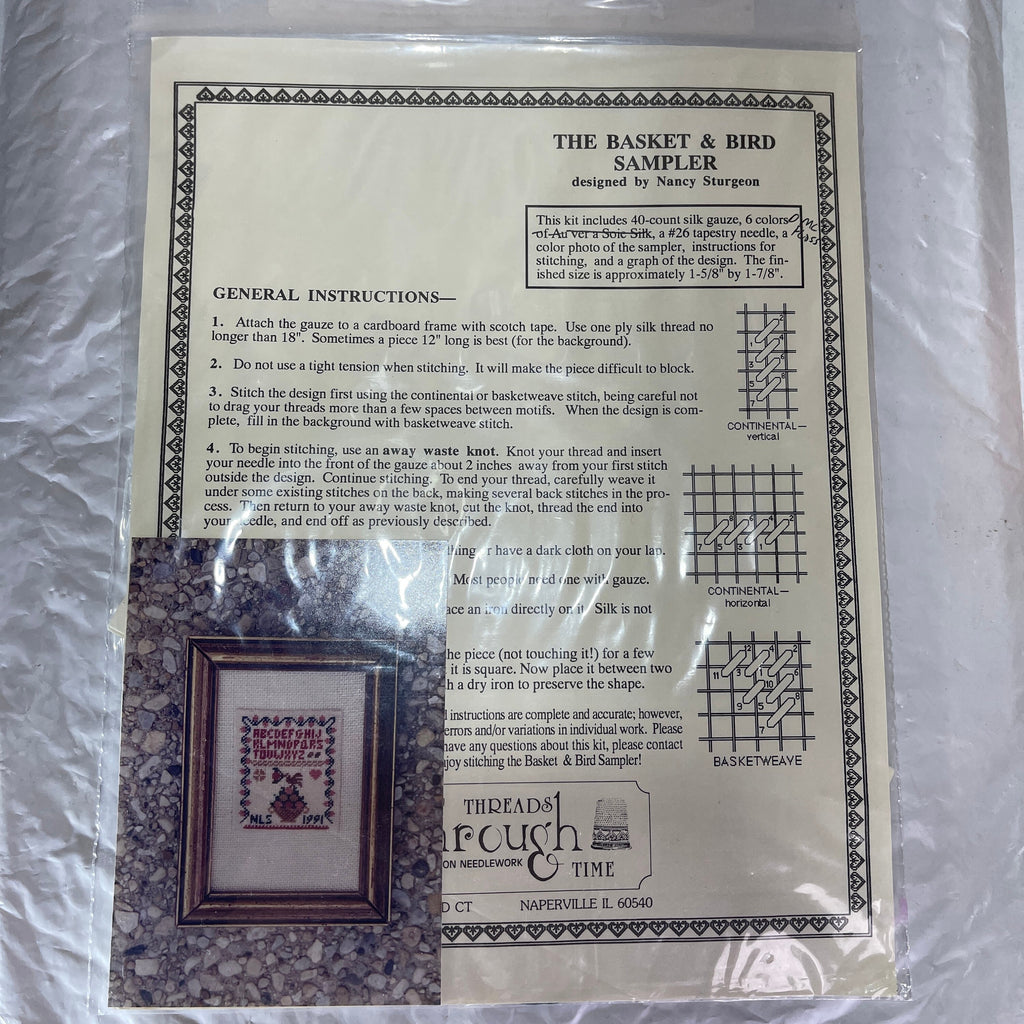 THE BASKET & BIRD
SAMPLER
designed by Nancy Sturgeon
This kit includes 40-count silk gauze, 6 colors DMC
of Au ver a Soie Silk, a #26 tapestry needle, a floss
color photo of the sampler, instructions for
stitching, and a graph of the design. The fin-
ished size is approximately 1-5/8" by 1-7/8".
GENERAL INSTRUCTIONS—
1. Attach the gauze to a cardboard frame with scotch tape. Use one ply silk thread no
longer than 18". Sometimes a piece 12" long is best (for the background).
2. Do not use a tight tension when stitching. It will make the piece difficult to block.
3. Stitch the design first using the continental or basketweave stitch, being careful not
to drag your threads more than a few spaces between motifs. When the design is com-
plete, fill in the background with basketweave stitch.
4. To begin stitching, use an away waste knot. Knot your thread and insert
your needle into the front of the gauze about 2 inches away from your first stitch
outside the design. Continue stitching. To end your thread, carefully weave it
under some existing stitches on the back, making several back stitches in the pro-
cess. Then return to your away waste knot, cut the knot, thread the end into
your needle, and end off as previously described.
thing or have a dark cloth on your lap.
Most people need one with gauze.
ace an iron directly on it. Silk is not
he piece (not touching it!) for a few
it is square. Now place it between two
h a dry iron to preserve the shape.
instructions are complete and accurate; however,
errors and/or variations in individual work. Please
have any questions about this kit, please contact
joy stitching the Basket & Bird Sampler!
CONTINENTAL—
vertical
CONTINENTAL—
horizontal
BASKETWEAVE
THREADS
hrough
ON NEEDLEWORK
TIME
D CT NAPERVILLE IL 60540
ABCDEFGHIJ
KLMNOPQRS
TUVWXYZ
NLS 1991